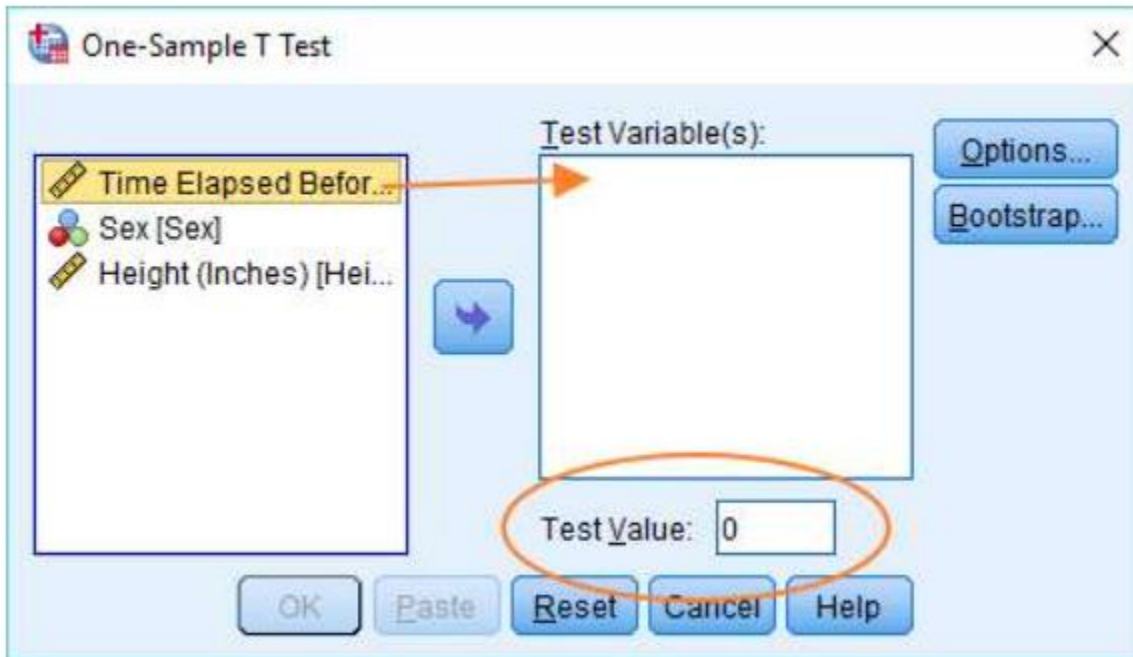 One-Sample T Test
Test Variable(s):
Time Elapsed Befor...
Sex [Sex]
Height (Inches) [Hei...
Options...
Bootstrap...
Test Value: 0
OK Paste Reset Cancel Help